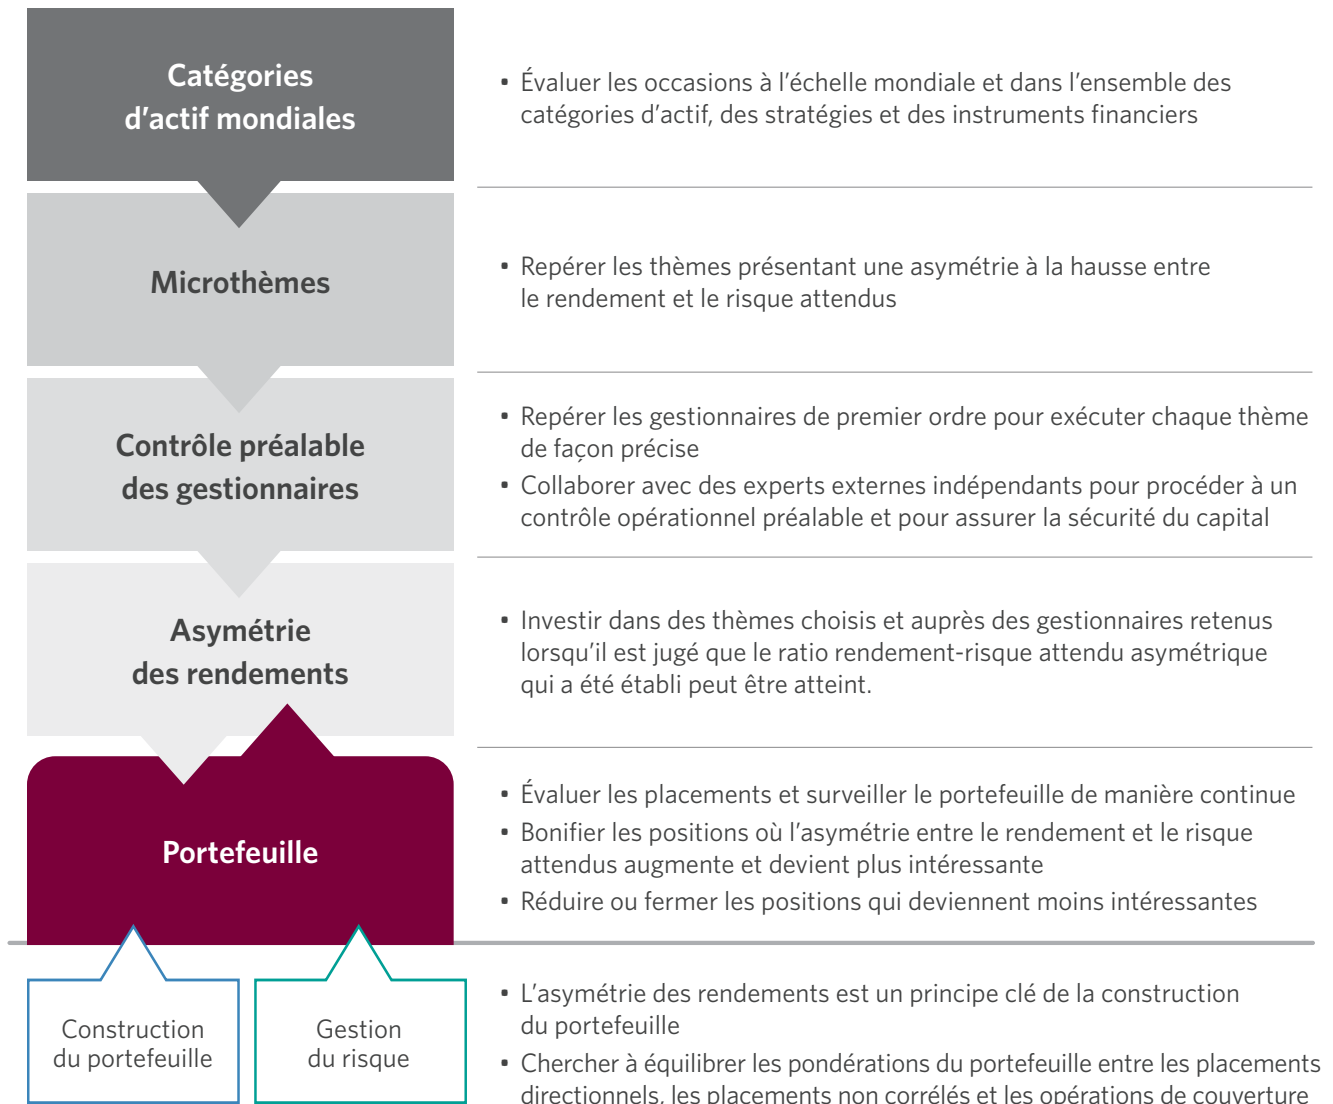 Catégories
d'actif mondiales
• Évaluer les occasions à l'échelle mondiale et dans l'ensemble des
catégories d'actif, des stratégies et des instruments financiers
Microthèmes
• Repérer les thèmes présentant une asymétrie à la hausse entre
le rendement et le risque attendus
Contrôle préalable
des gestionnaires
• Repérer les gestionnaires de premier ordre pour exécuter chaque thème
de façon précise
• Collaborer avec des experts externes indépendants pour procéder à un
contrôle opérationnel préalable et pour assurer la sécurité du capital
Asymétrie
des rendements
• Investir dans des thèmes choisis et auprès des gestionnaires retenus
lorsqu'il est jugé que le ratio rendement-risque attendu asymétrique
qui a été établi peut être atteint.
Portefeuille
• Évaluer les placements et surveiller le portefeuille de manière continue
• Bonifier les positions où l'asymétrie entre le rendement et le risque
attendus augmente et devient plus intéressante
• Réduire ou fermer les positions qui deviennent moins intéressantes
Construction
du portefeuille
Gestion
du risque
• L'asymétrie des rendements est un principe clé de la construction
du portefeuille
• Chercher à équilibrer les pondérations du portefeuille entre les placements
directionnels, les placements non corrélés et les opérations de couverture